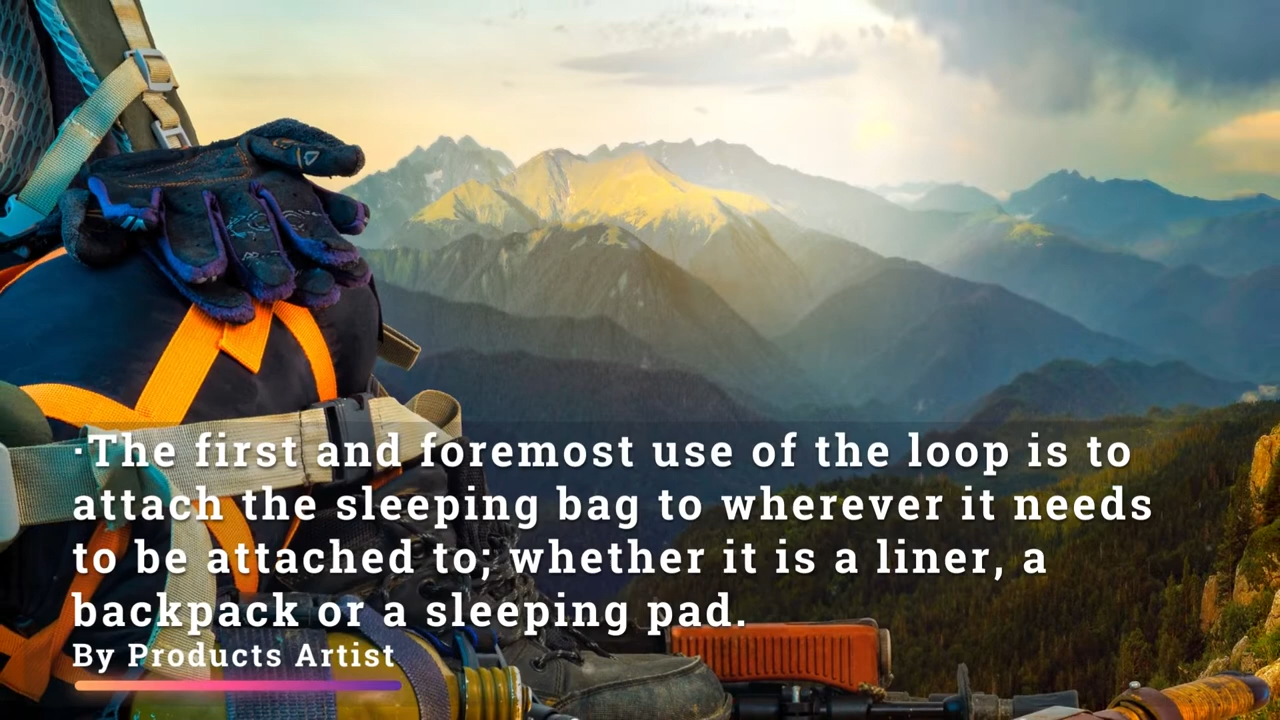 ·The first and foremost use of the loop is to
attach the sleeping bag to wherever it needs
to be attached to; whether it is a liner, a
backpack or a sleeping pad.
By Products Artist